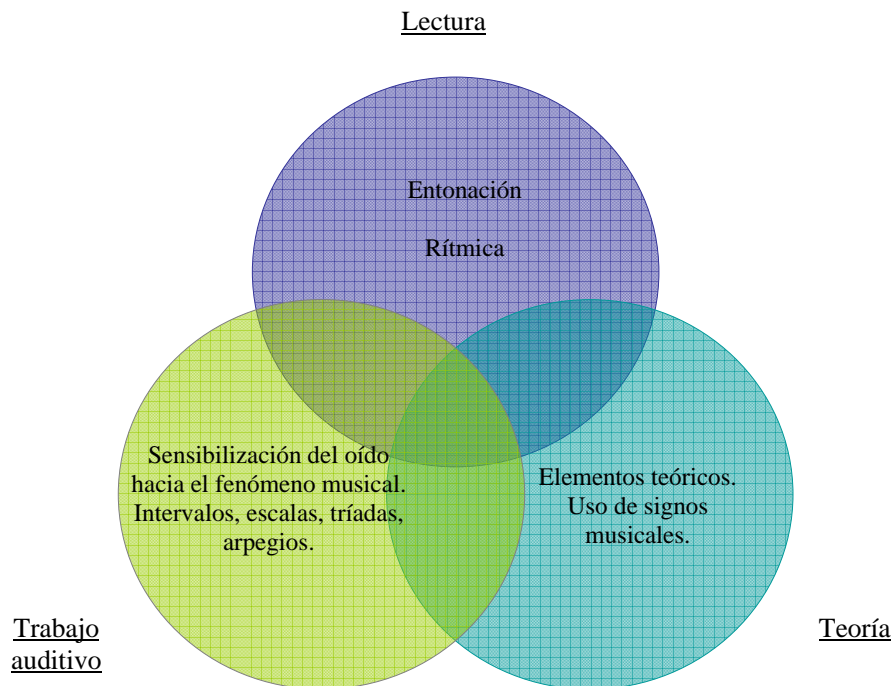 Lectura
Entonación
Rítmica
Sensibilización del oído
hacia el fenómeno musical.
Intervalos, escalas, tríadas,
arpegios.
Elementos teóricos.
Uso de signos
musicales.
Trabajo
auditivo
Teoría